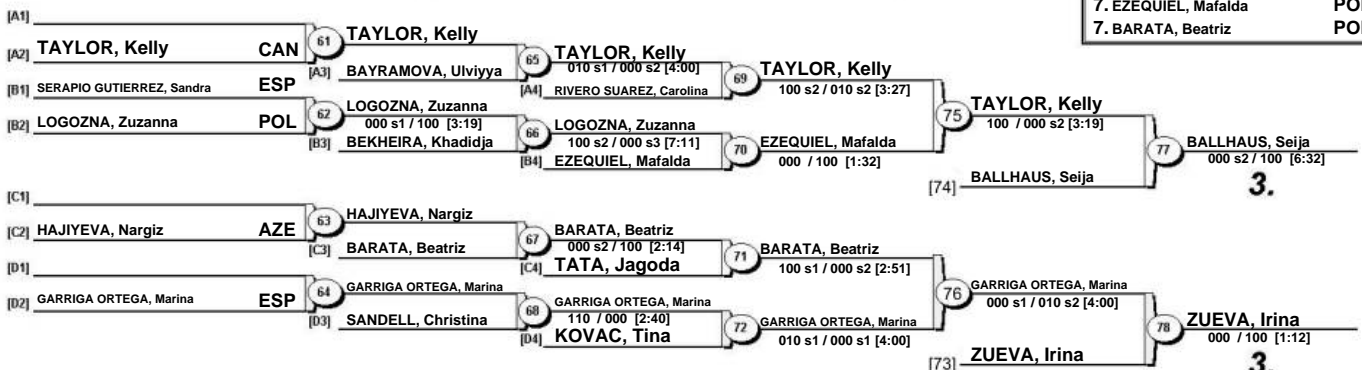 7. EZEQUIEL, Mafalda
7. BARATA, Beatriz
[A1]
[A2] TAYLOR, Kelly CAN
61
TAYLOR, Kelly
[A3] BAYRAMOVA, Ulviyya
[B1] SERAPIO GUTIERREZ, Sandra ESP
[B2] LOGOZNA, Zuzanna POL
62
LOGOZNA, Zuzanna
000 s1 / 100 [3:19]
[B3] BEKHEIRA, Khadidja
65
TAYLOR, Kelly
010 s1 / 000 s2 [4:00]
[A4] RIVERO SUAREZ, Carolina
66
LOGOZNA, Zuzanna
100 s2 / 000 s3 [7:11]
[B4] EZEQUIEL, Mafalda
69
TAYLOR, Kelly
100 s2 / 010 s2 [3:27]
70
EZEQUIEL, Mafalda
000 / 100 [1:32]
75
TAYLOR, Kelly
100 / 000 s2 [3:19]
[74] BALLHAUS, Seija
77
BALLHAUS, Seija
000 s2 / 100 [6:32]
3.
[C1]
[C2] HAJIYEVA, Nargiz AZE
63
HAJIYEVA, Nargiz
[C3] BARATA, Beatriz
[D1]
[D2] GARRIGA ORTEGA, Marina ESP
64
GARRIGA ORTEGA, Marina
[D3] SANDELL, Christina
67
BARATA, Beatriz
000 s2 / 100 [2:14]
[C4] TATA, Jagoda
68
GARRIGA ORTEGA, Marina
110 / 000 [2:40]
[D4] KOVAC, Tina
71
BARATA, Beatriz
100 s1 / 000 s2 [2:51]
72
GARRIGA ORTEGA, Marina
010 s1 / 000 s1 [4:00]
76
GARRIGA ORTEGA, Marina
000 s1 / 010 s2 [4:00]
[73] ZUEVA, Irina
78
ZUEVA, Irina
000 / 100 [1:12]
3.